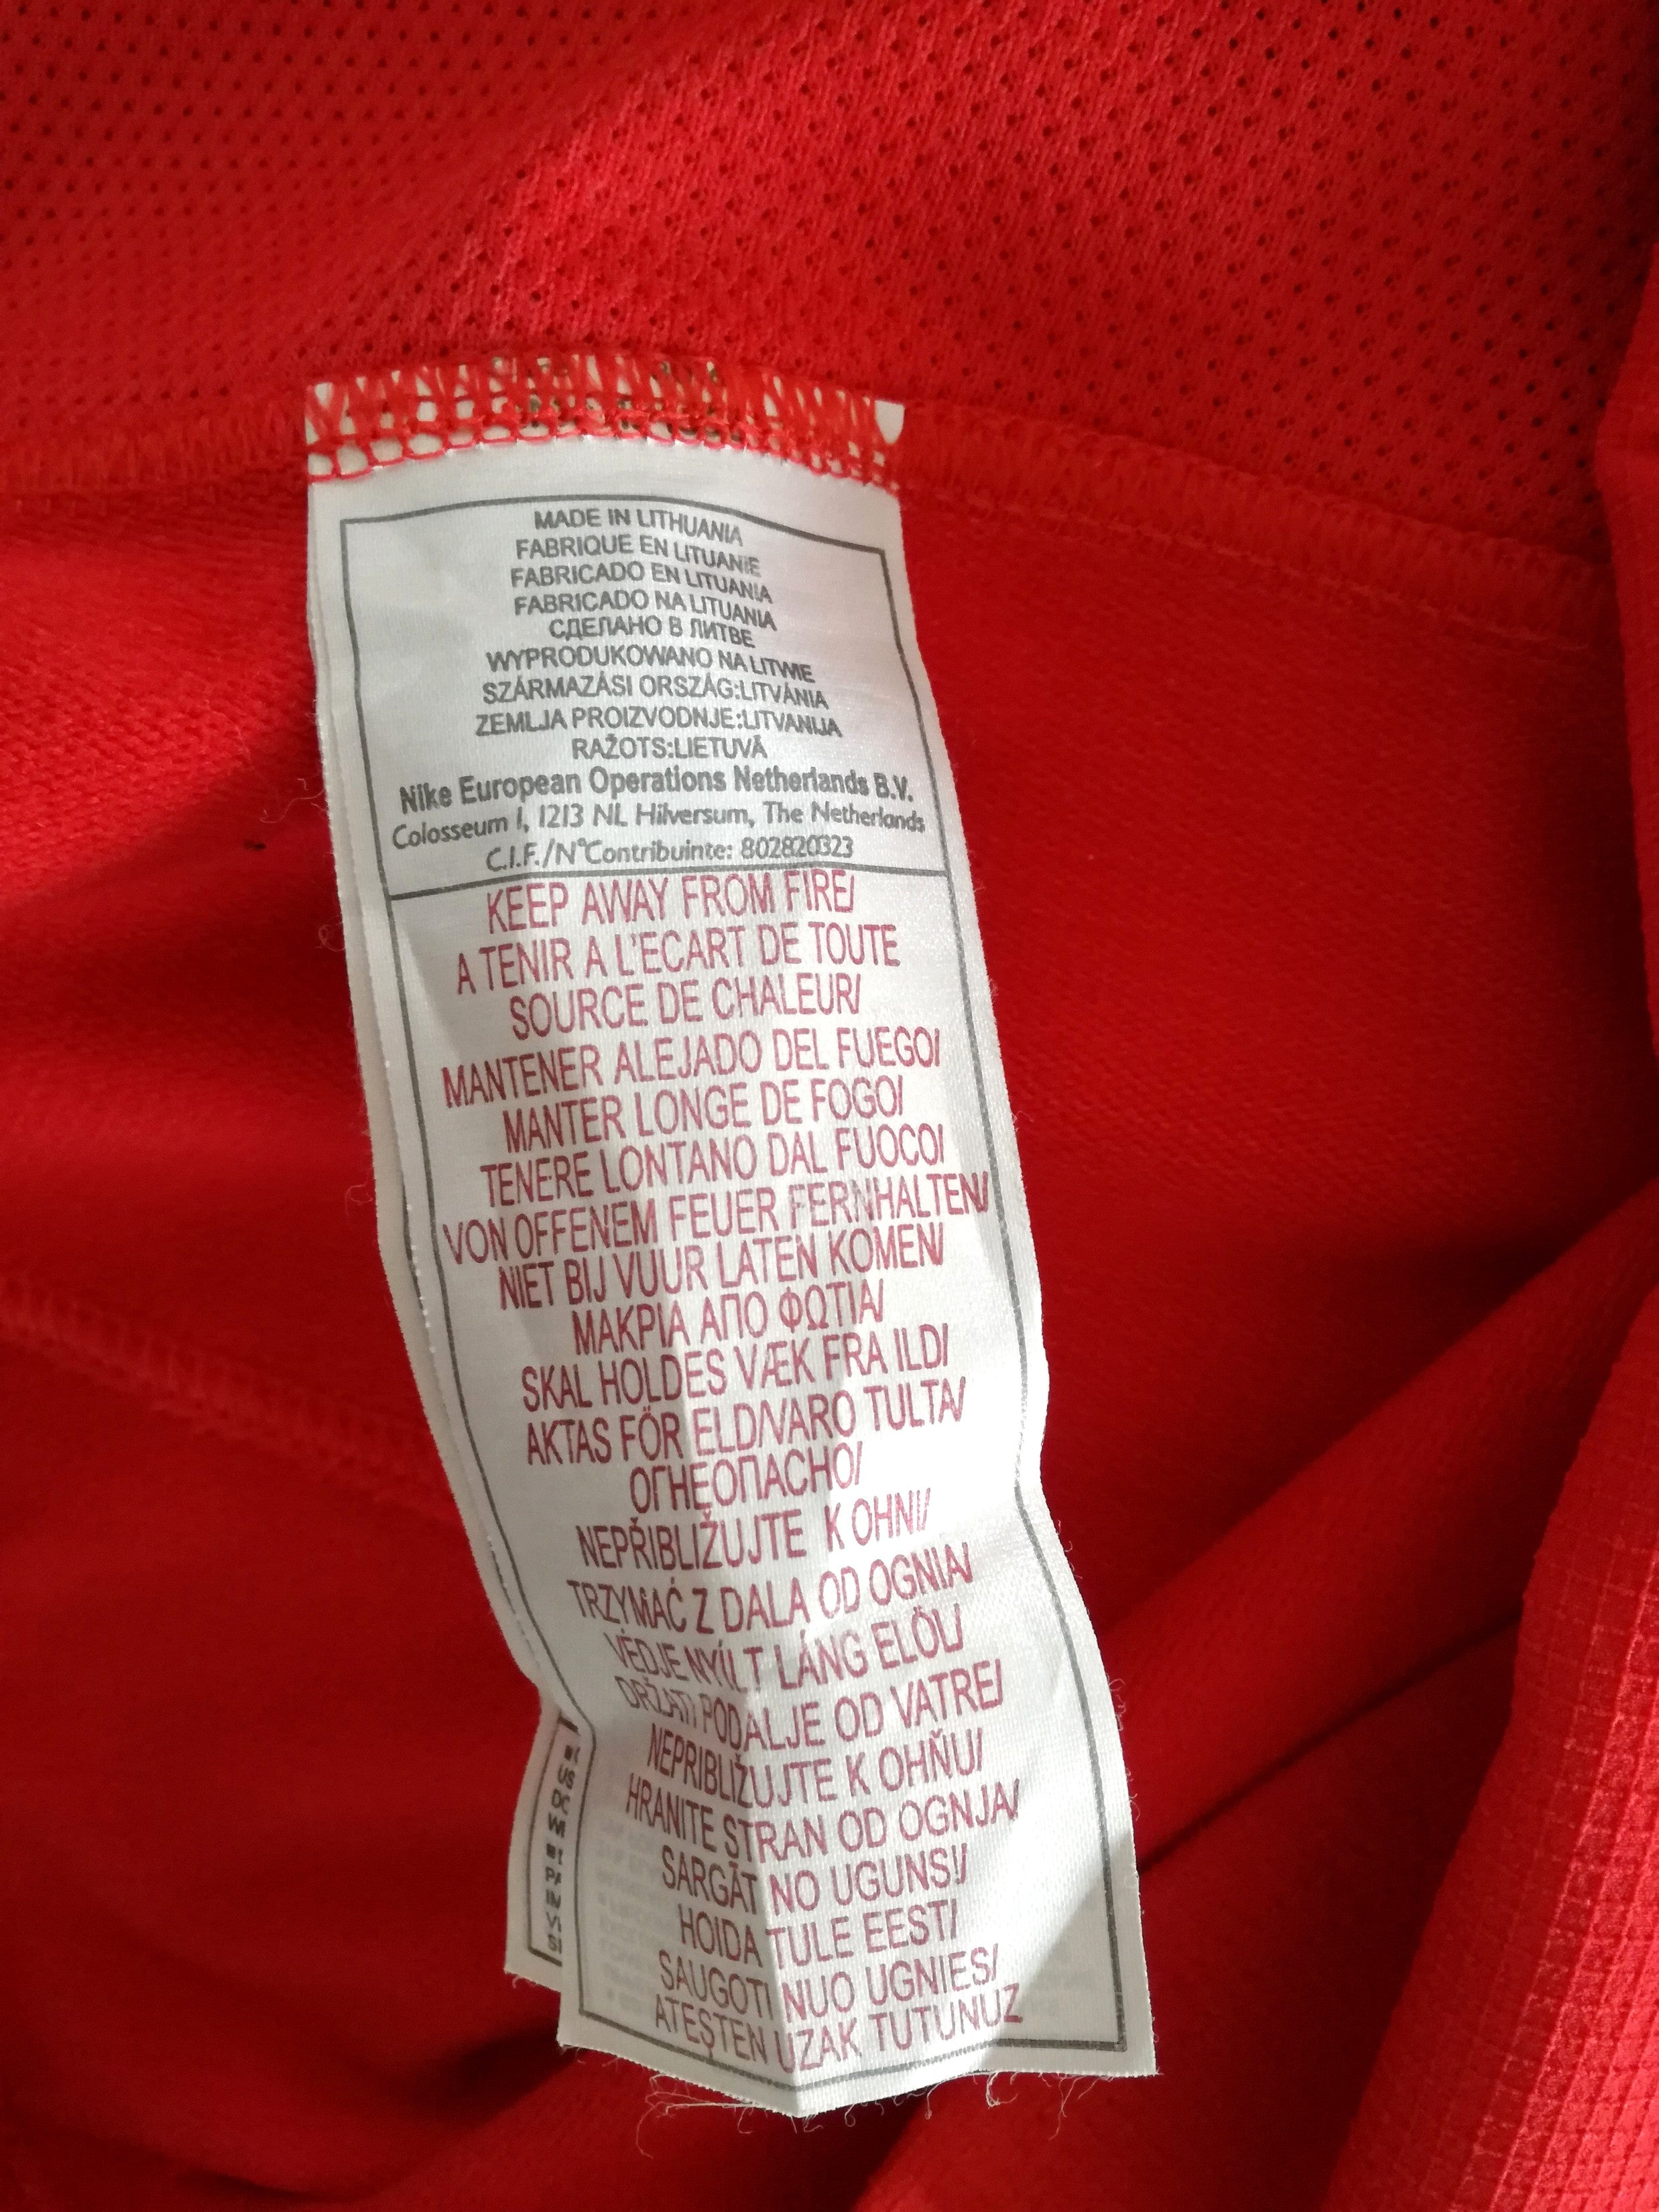 MADE IN LITHUANIA
FABRIQUE EN LITUANIE
FABRICADO EN LITUANIA
FABRICADO NA LITUANIA
СДЕЛАНО В ЛИТВЕ
WYPRODUKOWANO NA LITWIE
SZÁRMAZÁSI ORSZÁG:LITVÁNIA
ZEMLJA PROIZVODNJE:LITVANIJA
RAŽOTS:LIETUVĀ
Nike European Operations Netherlands B.V.
Colosseum 1, 1213 NL Hilversum, The Netherlands
C.I.F./N°Contribuinte: 802820323
KEEP AWAY FROM FIRE/
A TENIR A L'ECART DE TOUTE
SOURCE DE CHALEUR/
MANTENER ALEJADO DEL FUEGO/
MANTER LONGE DE FOGO/
TENERE LONTANO DAL FUOCO/
VON OFFENEM FEUER FERNHALTEN/
NIET BIJ VUUR LATEN KOMEN/
ΜΑΚΡΙΑ ΑΠΟ ΦΩΤΙΑ/
SKAL HOLDES VÆK FRA ILD/
AKTAS FÖR ELD/VARO TULTA/
ОГНЕОПАСНО/
NEPŘIBLIŽUJTE K OHNI/
TRZYMAĆ Z DALA OD OGNIA/
VÉDJE NYÍLT LÁNG ELÖL/
DRŽATI PODALJE OD VATRE/
NEPRIBLIŽUJTE K OHŇU/
HRANITE STRAN OD OGNJA/
SARGĀT NO UGUNS!/
HOIDA TULE EEST/
SAUGOTI NUO UGNIES/
ATEŞTEN UZAK TUTUNUZ